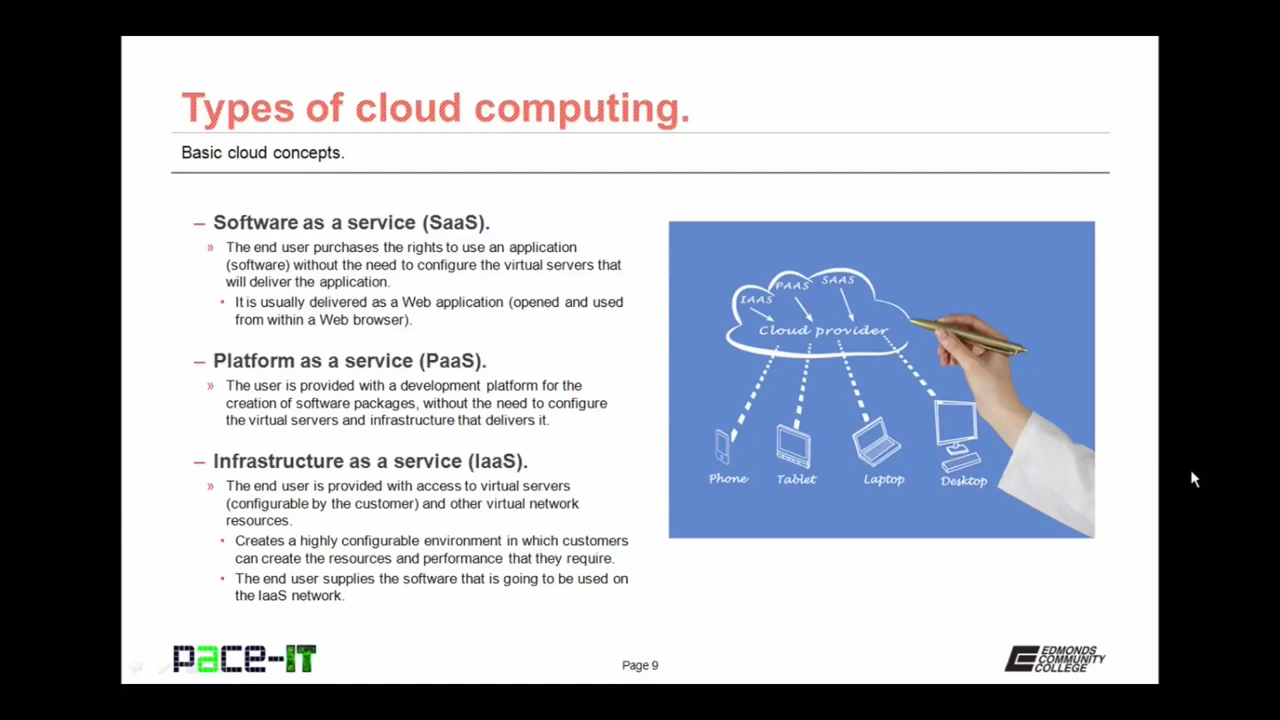 Types of cloud computing.
Basic cloud concepts.
– Software as a service (SaaS).
» The end user purchases the rights to use an application
(software) without the need to configure the virtual servers that
will deliver the application.
• It is usually delivered as a Web application (opened and used
from within a Web browser).
– Platform as a service (PaaS).
» The user is provided with a development platform for the
creation of software packages, without the need to configure
the virtual servers and infrastructure that delivers it.
– Infrastructure as a service (IaaS).
» The end user is provided with access to virtual servers
(configurable by the customer) and other virtual network
resources.
• Creates a highly configurable environment in which customers
can create the resources and performance that they require.
• The end user supplies the software that is going to be used on
the IaaS network.
IAAS PAAS SAAS
Cloud provider
Phone Tablet Laptop Desktop
pace-IT
Page 9
EDMONDS
COMMUNITY
COLLEGE